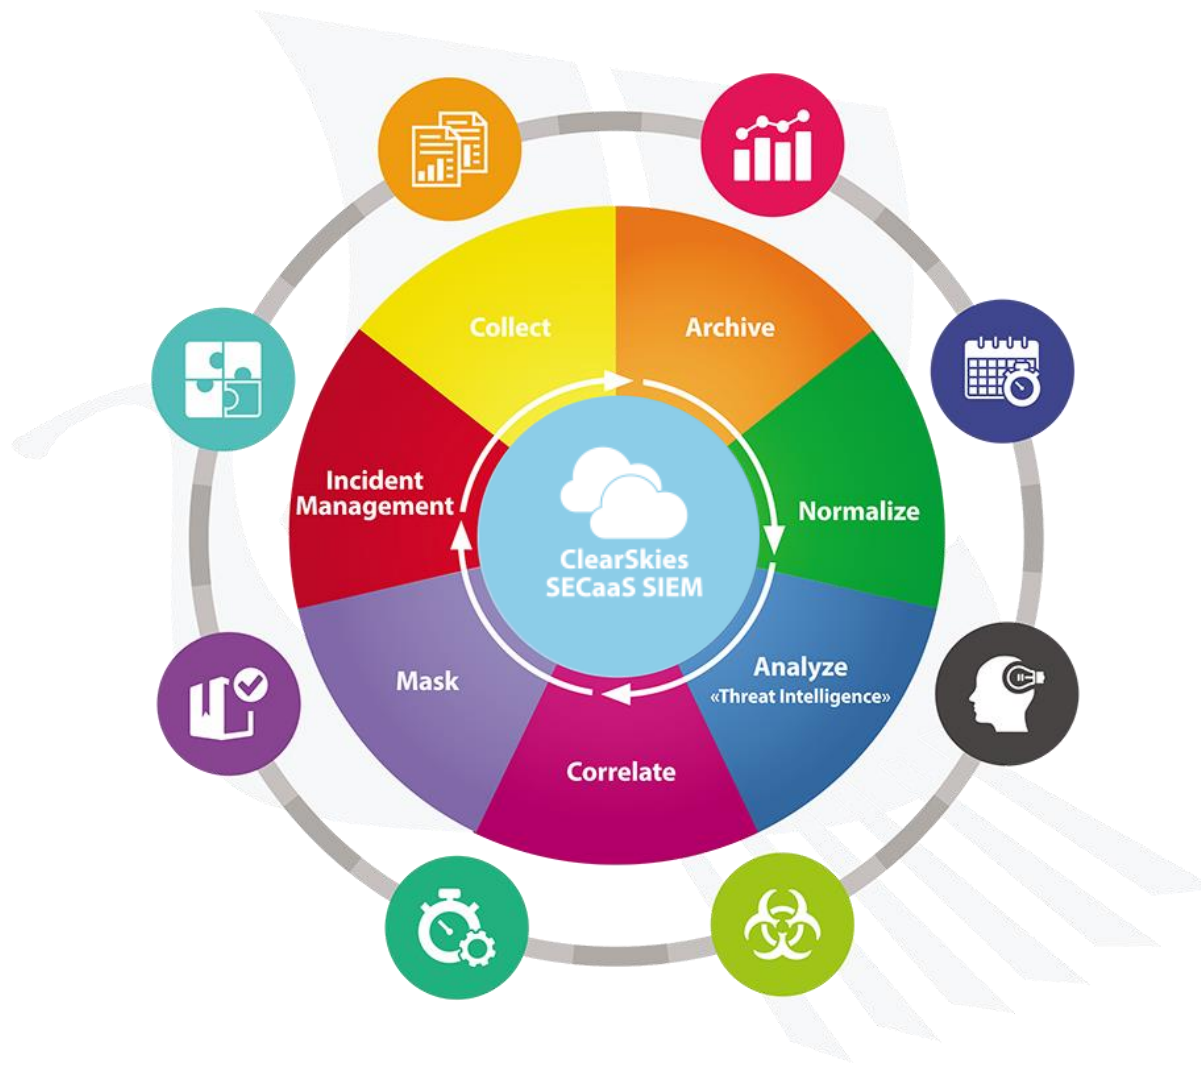 Collect
Archive
Incident
Management
Normalize
ClearSkies
SECaaS SIEM
Mask
Analyze
«Threat Intelligence»
Correlate